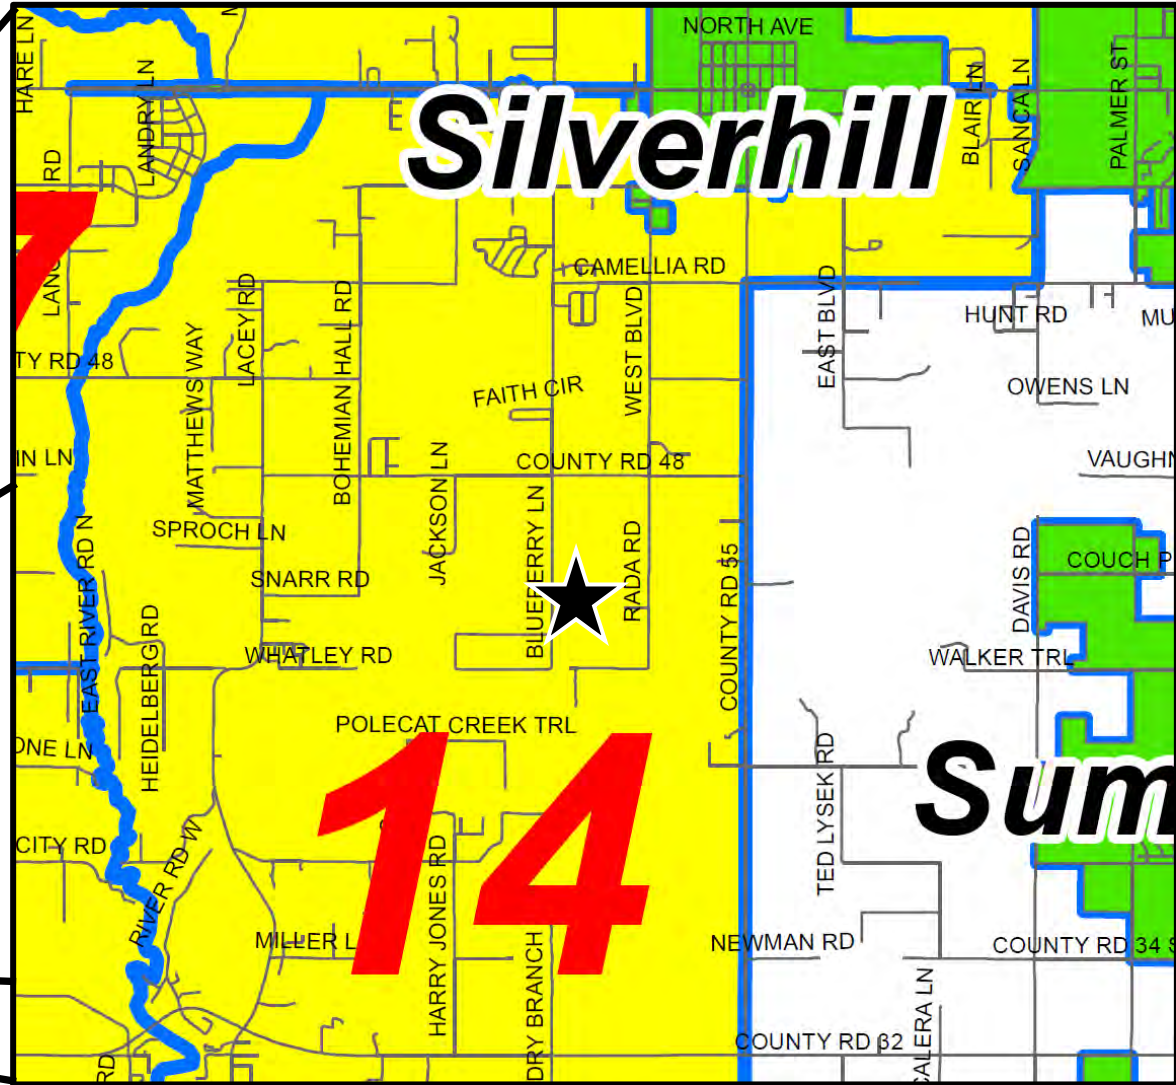 NORTH AVE
HARE LN
LANDRY LN
BLAIR LN
SANCA LN
PALMER ST
Silverhill
RD
7
CAMELLIA RD
LACEY RD
BOHEMIAN HALL RD
WEST BLVD
EAST BLVD
HUNT RD
MU
TY RD 48
MATTHEWS WAY
FAITH CIR
OWENS LN
IN LN
JACKSON LN
COUNTY RD 48
VAUGHN
SPROCH LN
BLUEBERRY LN
EAST RIVER RD N
SNARR RD
RADA RD
COUNTY RD 55
DAVIS RD
COUCH P
HEIDELBERG RD
WHATLEY RD
WALKER TRL
ONE LN
POLECAT CREEK TRL
TED LYSEK RD
Sum
14
CITY RD
RIVER RD W
HARRY JONES RD
MILLER L
DRY BRANCH
NEWMAN RD
COUNTY RD 34 S
CALERA LN
COUNTY RD 32
RD